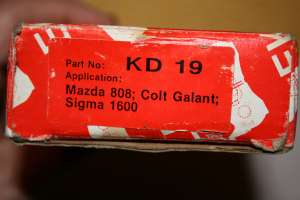 Part No: KD 19
Application:
Mazda 808; Colt Galant;
Sigma 1600